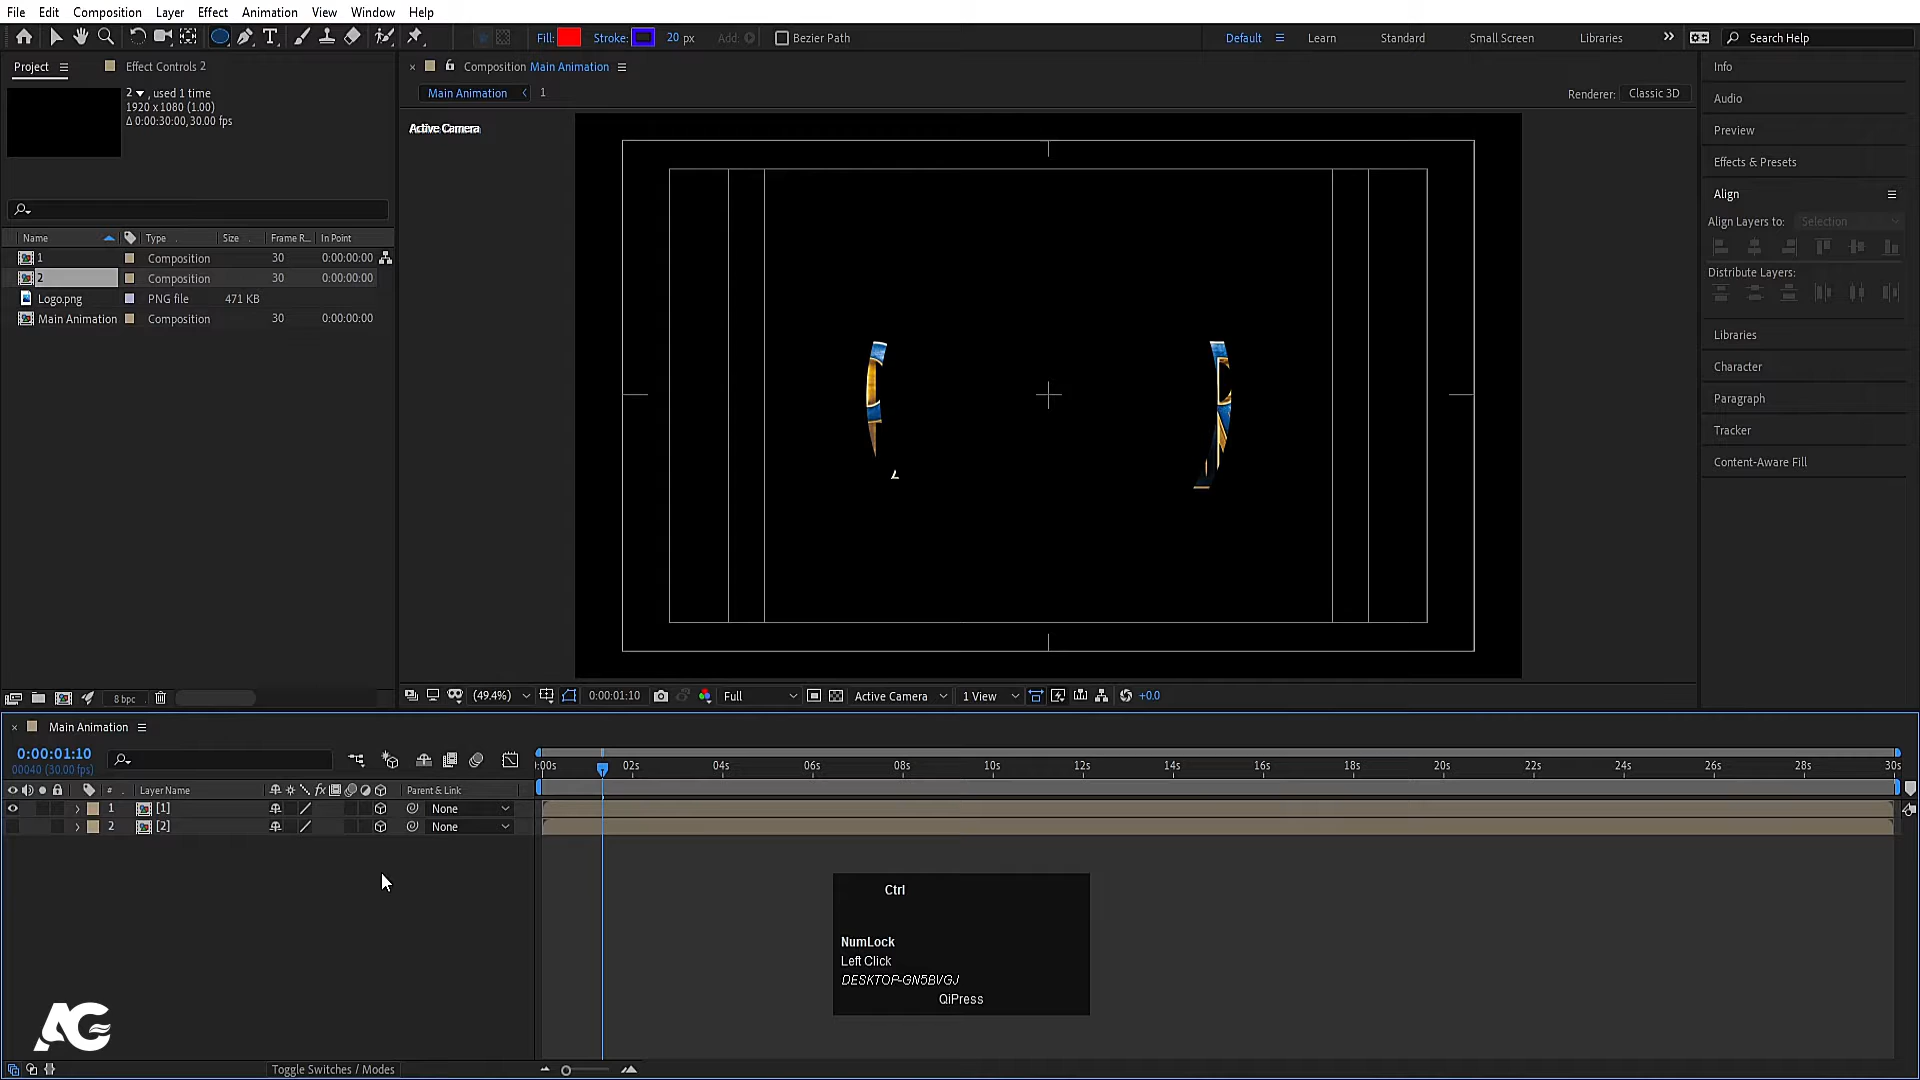 File Edit Composition Layer Effect Animation View Window Help
Fill: Stroke: 20 px Add: Bezier Path Default Learn Standard Small Screen Libraries Search Help
Project Effect Controls 2
2 , used 1 time
1920 x 1080 (1.00)
Δ 0:00:30:00, 30.00 fps
Name Type Size Frame R... In Point
1 Composition 30 0:00:00:00
2 Composition 30 0:00:00:00
Logo.png PNG file 471 KB
Main Animation Composition 30 0:00:00:00
8 bpc
Composition Main Animation
Main Animation 1
Renderer: Classic 3D
Active Camera
(49.4%) 0:00:01:10 Full Active Camera 1 View +0.0
Info
Audio
Preview
Effects & Presets
Align
Align Layers to: Selection
Distribute Layers:
Libraries
Character
Paragraph
Tracker
Content-Aware Fill
Main Animation
0:00:01:10
00040 (30.00 fps)
:00s 02s 04s 06s 08s 10s 12s 14s 16s 18s 20s 22s 24s 26s 28s 30s
# Layer Name fx Parent & Link
1 [1] None
2 [2] None
Ctrl
NumLock
Left Click
DESKTOP-GN5BVGJ
QiPress
AG
Toggle Switches / Modes